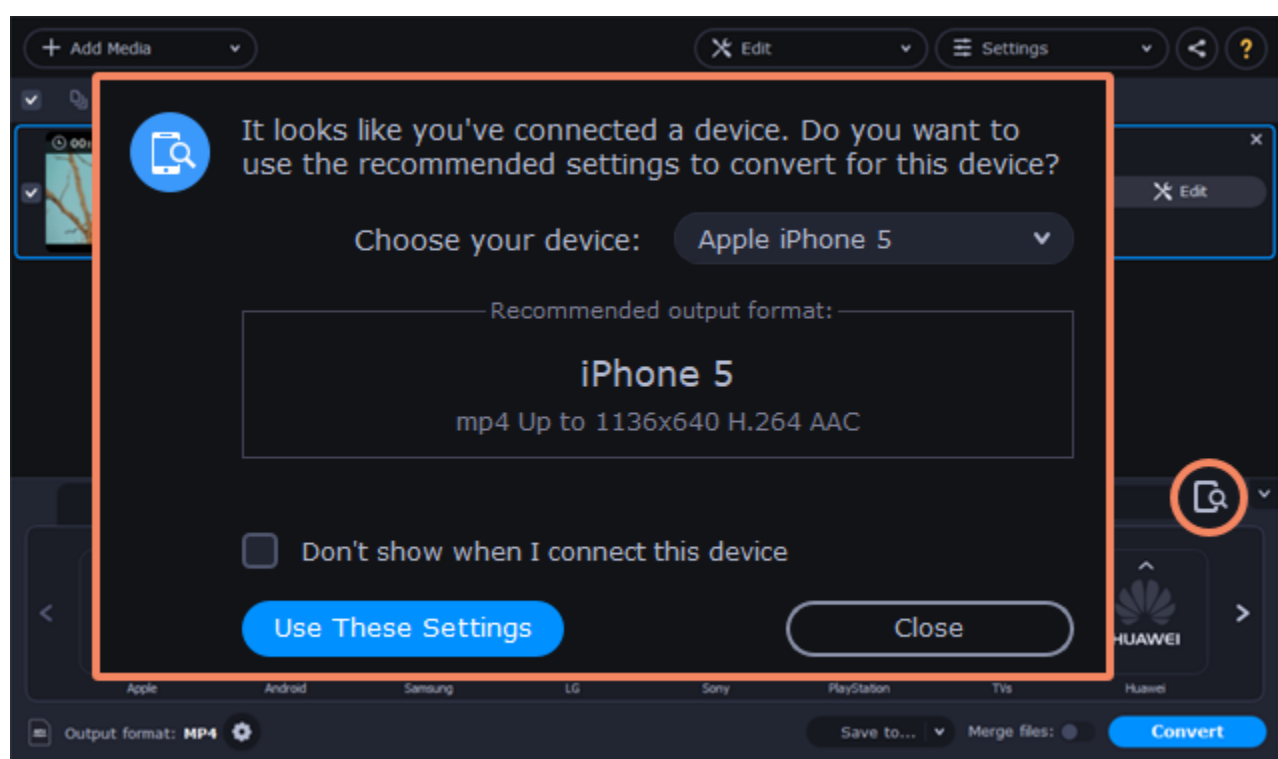 Add Media
Edit
Settings
?
00:
It looks like you've connected a device. Do you want to
use the recommended settings to convert for this device?
Edit
Choose your device: Apple iPhone 5
Recommended output format:
iPhone 5
mp4 Up to 1136x640 H.264 AAC
Don't show when I connect this device
Use These Settings
Close
HUAWEI
Apple
Android
Samsung
LG
Sony
PlayStation
TVs
Huawei
Output format: MP4
Save to...
Merge files:
Convert